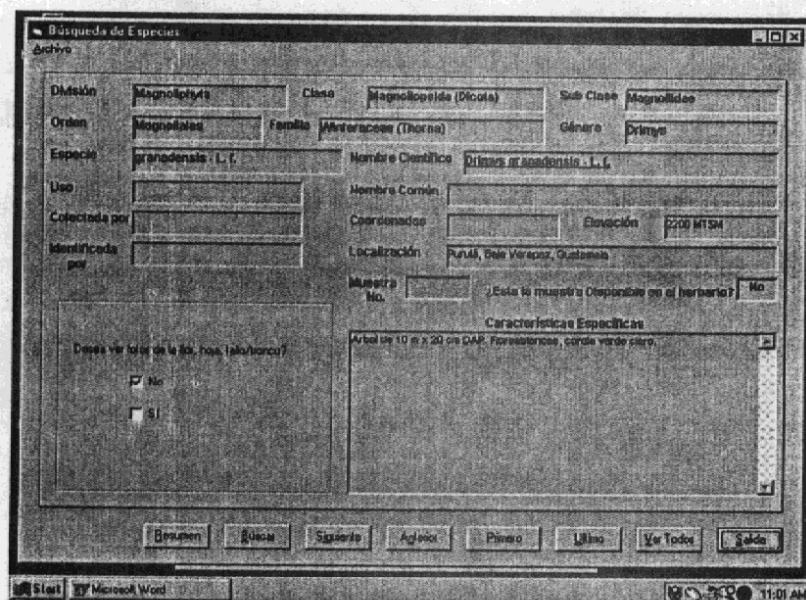 Búsqueda de Especies
Archivo
División Magnoliphyta Clase Magnoliopsida (Dicota) Sub Clase Magnoliidae
Orden Magnoliales Familia Winteraceae (Thorna) Género Drimys
Especie granadensis - L. f. Nombre Científico Drimys granadensis - L. f.
Uso Nombre Común
Colectada por Coordenadas Elevación 2200 MTSM
Identificada por Localización Purulá, Baja Verapaz, Guatemala
Muestra No. ¿Esta la muestra Disponible en el herbario? No
Características Específicas
Arbol de 10 m x 20 cm DAP. Florescencias, corola verde claro.
Desea ver fotos de la flor, hoja, tallo/tronco?
No
Sí
Resumen Buscar Siguiente Anterior Primero Ultimo Ver Todos Salida
Start Microsoft Word 11:01 AM